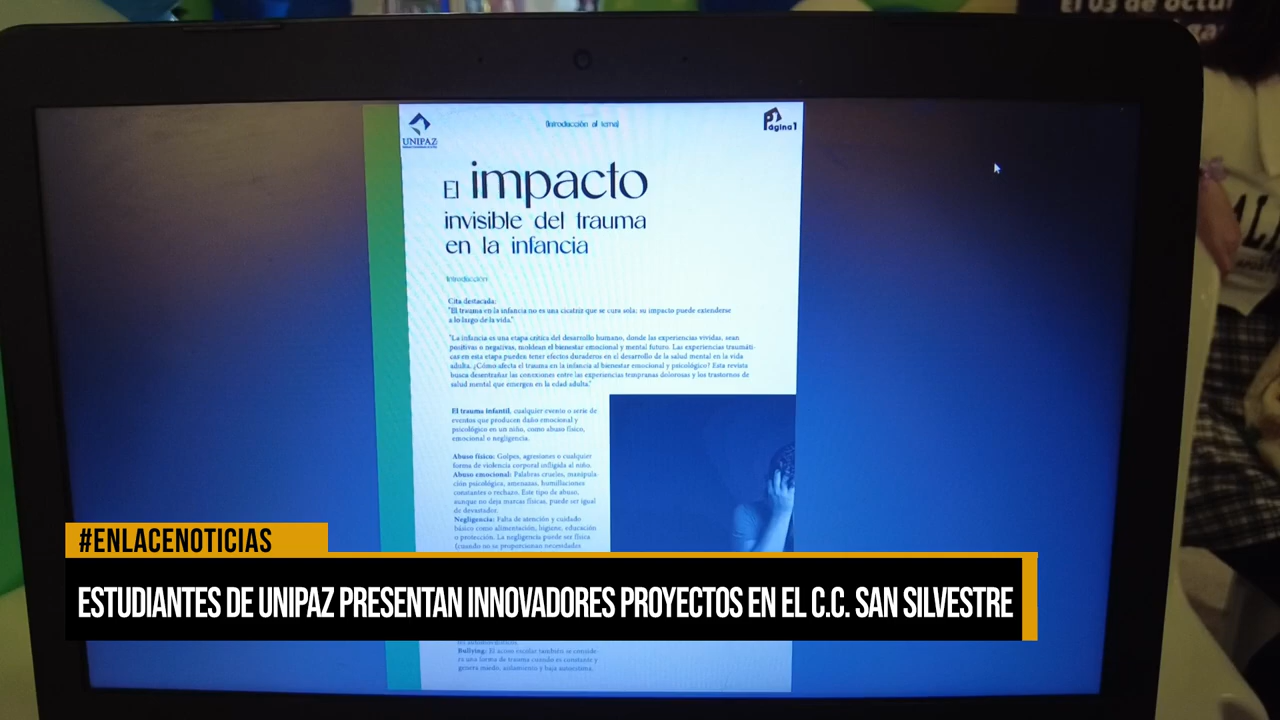 El 03 de octu
UNIPAZ
Introducción al tema
Página 1
El impacto
invisible del trauma
en la infancia
Introducción
Cita destacada:
"El trauma en la infancia no es una cicatriz que se cura sola; su impacto puede extenderse
a lo largo de la vida."
"La infancia es una etapa crítica del desarrollo humano, donde las experiencias vividas, sean
positivas o negativas, moldean el bienestar emocional y mental futuro. Las experiencias traumáti
cas en esta etapa pueden tener efectos duraderos en el desarrollo de la salud mental en la vida
adulta. ¿Cómo afecta el trauma en la infancia al bienestar emocional y psicológico? Esta revista
busca desentrañar las conexiones entre las experiencias tempranas dolorosas y los trastornos de
salud mental que emergen en la edad adulta."
El trauma infantil, cualquier evento o serie de
eventos que producen daño emocional y
psicológico en un niño, como abuso físico,
emocional o negligencia.
Abuso físico: Golpes, agresiones o cualquier
forma de violencia corporal infligida al niño.
Abuso emocional: Palabras crueles, manipula
ción psicológica, amenazas, humillaciones
constantes o rechazo. Este tipo de abuso,
aunque no deja marcas físicas, puede ser igual
de devastador.
Negligencia: Falta de atención y cuidado
básico como alimentación, higiene, educación
o protección. La negligencia puede ser física
(cuando no se proporcionan necesidades
#ENLACENOTICIAS
ESTUDIANTES DE UNIPAZ PRESENTAN INNOVADORES PROYECTOS EN EL C.C. SAN SILVESTRE
Bullying: El acoso escolar también se conside-
ra una forma de trauma cuando es constante y
genera miedo, aislamiento y baja autoestima.